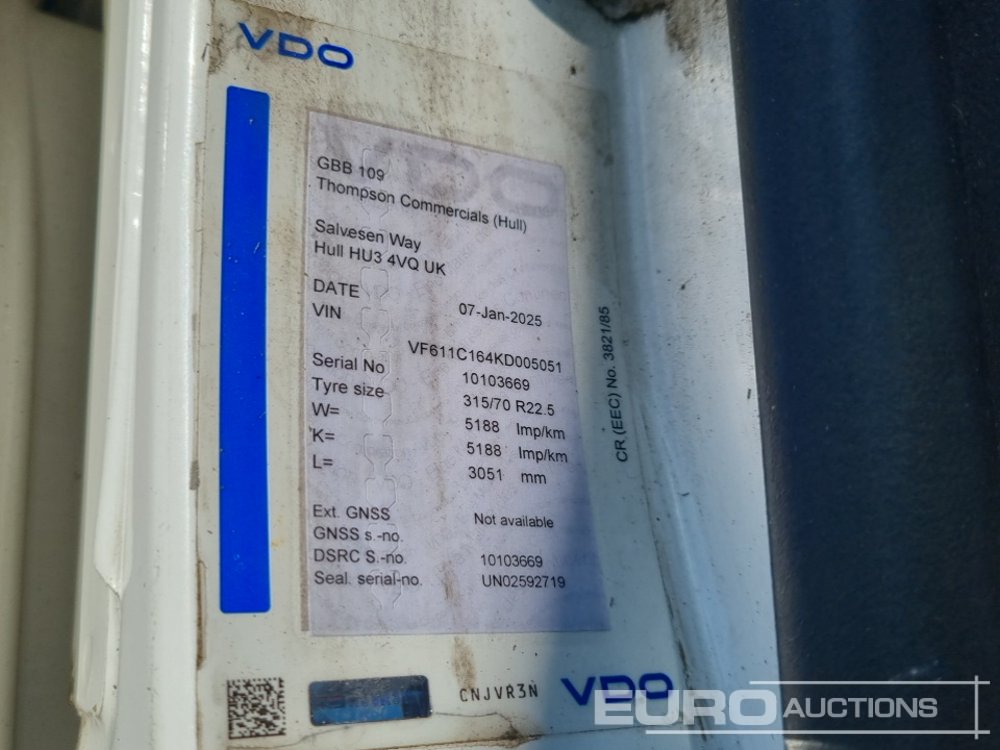 VDO
GBB 109
Thompson Commercials (Hull)
Salvesen Way
Hull HU3 4VQ UK
DATE 07-Jan-2025
VIN VF611C164KD005051
Serial No 10103669
Tyre size 315/70 R22.5
W= 5188 Imp/km
K= 5188 Imp/km
L= 3051 mm
Ext. GNSS Not available
GNSS s.-no.
DSRC S.-no. 10103669
Seal. serial-no. UN02592719
CR (EEC) No. 3821/85
CNJVR3N
VDO
EURO AUCTIONS